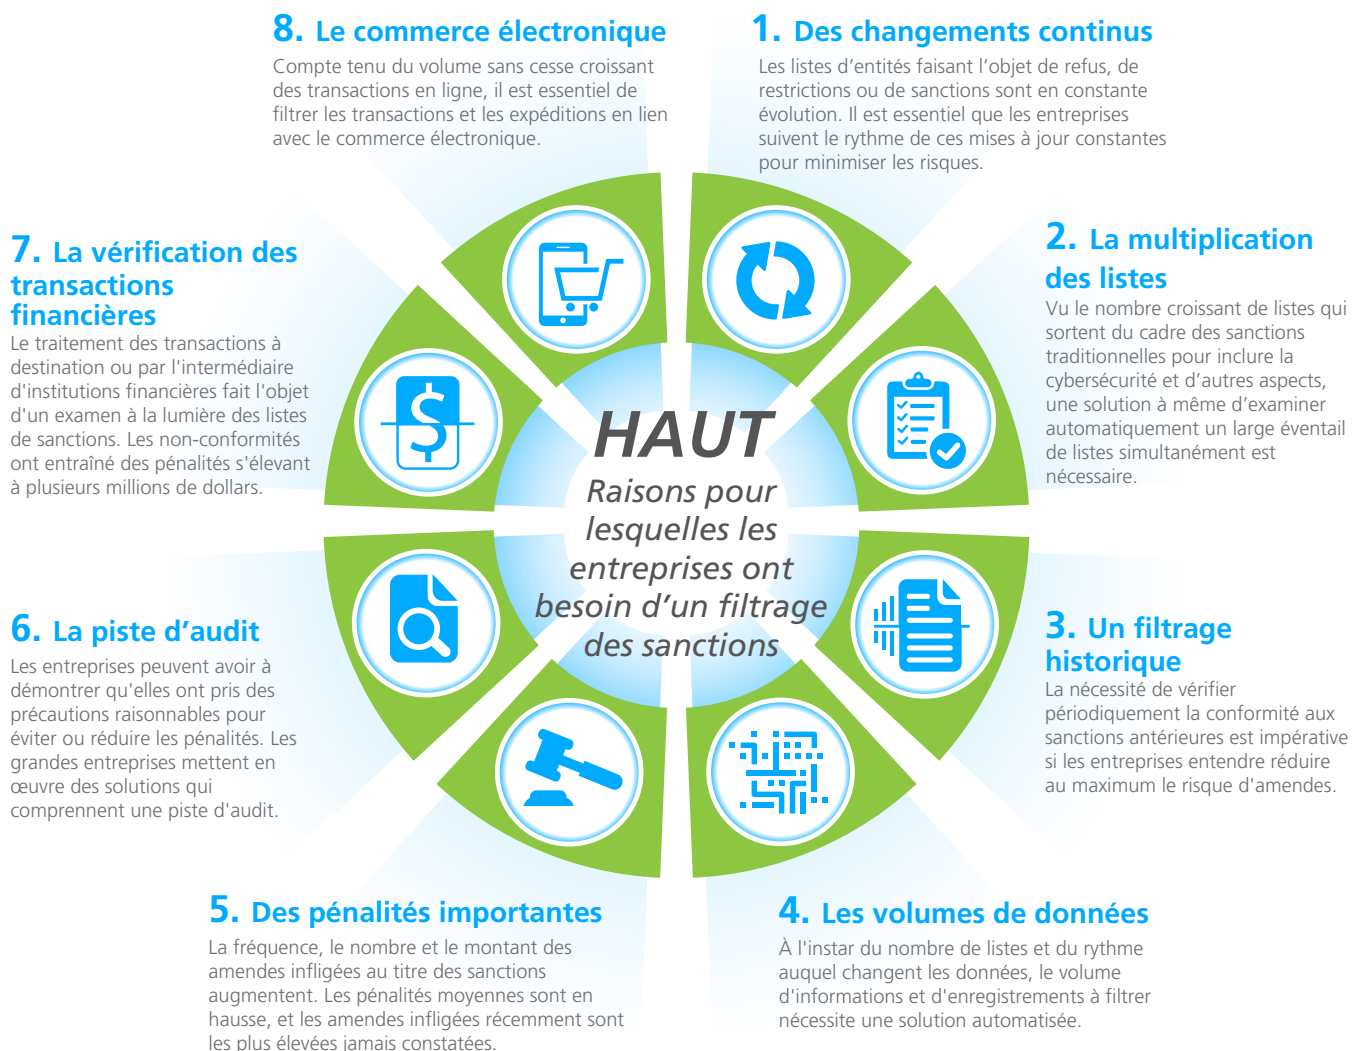 HAUT
Raisons pour
lesquelles les
entreprises ont
besoin d’un filtrage
des sanctions
1. Des changements continus
Les listes d’entités faisant l’objet de refus, de
restrictions ou de sanctions sont en constante
évolution. Il est essentiel que les entreprises
suivent le rythme de ces mises à jour constantes
pour minimiser les risques.
2. La multiplication
des listes
Vu le nombre croissant de listes qui
sortent du cadre des sanctions
traditionnelles pour inclure la
cybersécurité et d’autres aspects,
une solution à même d’examiner
automatiquement un large éventail
de listes simultanément est
nécessaire.
3. Un filtrage
historique
La nécessité de vérifier
périodiquement la conformité aux
sanctions antérieures est impérative
si les entreprises entendre réduire
au maximum le risque d'amendes.
4. Les volumes de données
À l'instar du nombre de listes et du rythme
auquel changent les données, le volume
d'informations et d'enregistrements à filtrer
nécessite une solution automatisée.
5. Des pénalités importantes
La fréquence, le nombre et le montant des
amendes infligées au titre des sanctions
augmentent. Les pénalités moyennes sont en
hausse, et les amendes infligées récemment sont
les plus élevées jamais constatées.
6. La piste d’audit
Les entreprises peuvent avoir à
démontrer qu'elles ont pris des
précautions raisonnables pour
éviter ou réduire les pénalités. Les
grandes entreprises mettent en
œuvre des solutions qui
comprennent une piste d'audit.
7. La vérification des
transactions
financières
Le traitement des transactions à
destination ou par l'intermédiaire
d'institutions financières fait l'objet
d'un examen à la lumière des listes
de sanctions. Les non-conformités
ont entraîné des pénalités s'élevant
à plusieurs millions de dollars.
8. Le commerce électronique
Compte tenu du volume sans cesse croissant
des transactions en ligne, il est essentiel de
filtrer les transactions et les expéditions en lien
avec le commerce électronique.
$